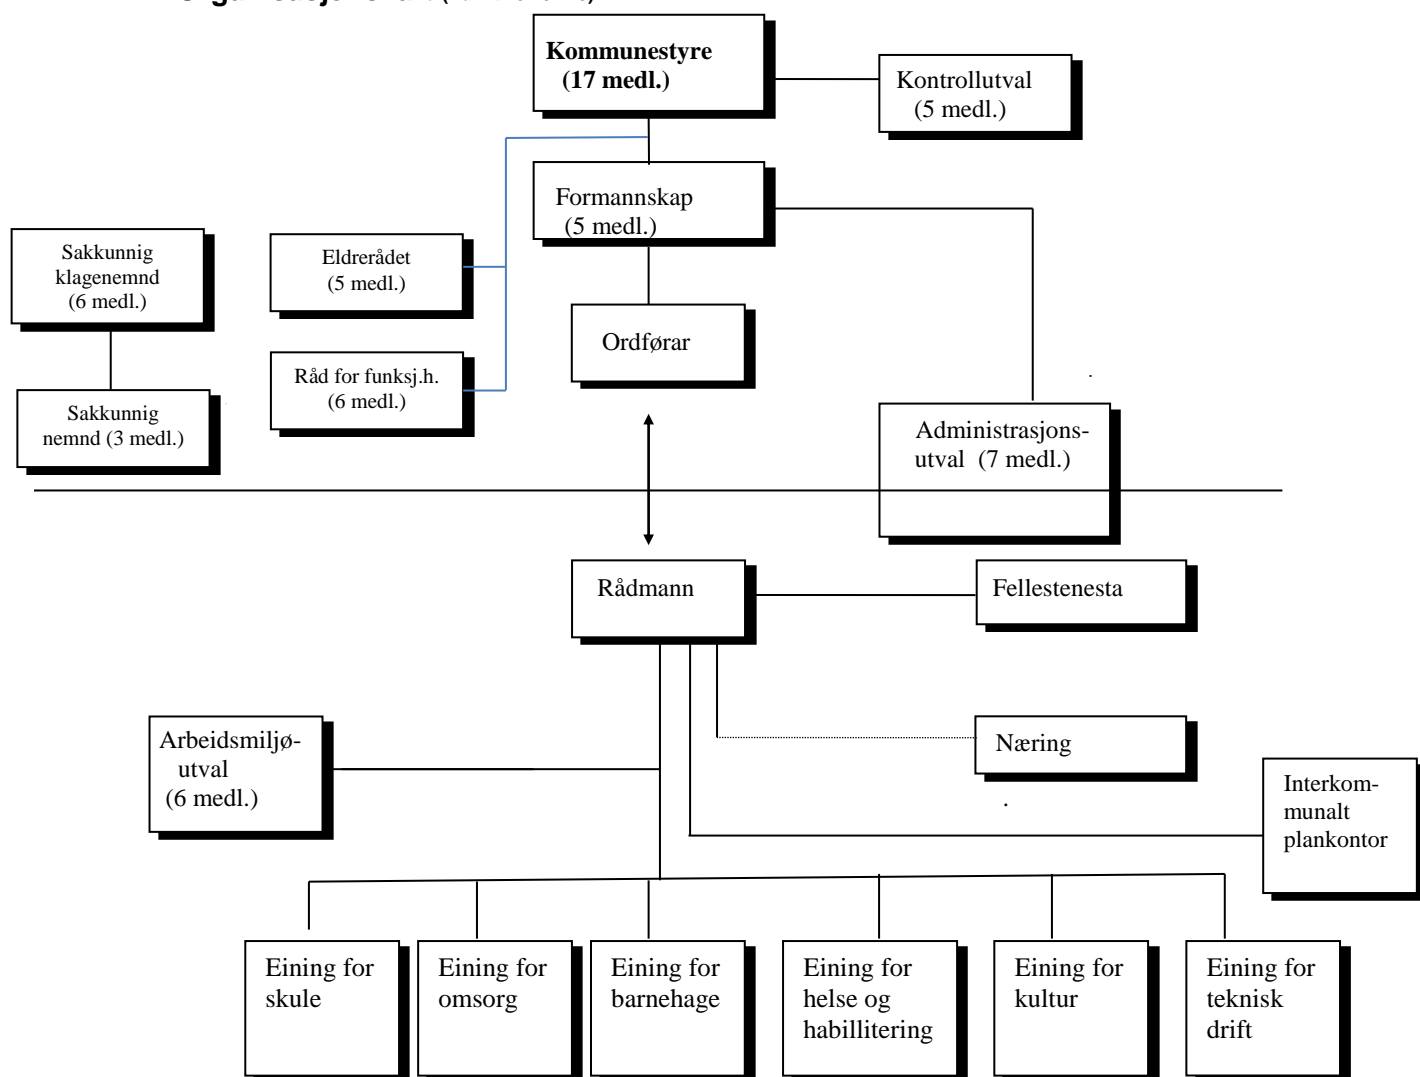 Kommunestyre
(17 medl.)
Kontrollutval
(5 medl.)
Formannskap
(5 medl.)
Sakkunnig
klagenemnd
(6 medl.)
Eldrerådet
(5 medl.)
Ordførar
Råd for funksj.h.
(6 medl.)
Sakkunnig
nemnd (3 medl.)
Administrasjons-
utval (7 medl.)
Rådmann
Fellestenesta
Arbeidsmiljø-
utval
(6 medl.)
Næring
Interkom-
munalt
plankontor
Eining for
skule
Eining for
omsorg
Eining for
barnehage
Eining for
helse og
habillitering
Eining for
kultur
Eining for
teknisk
drift